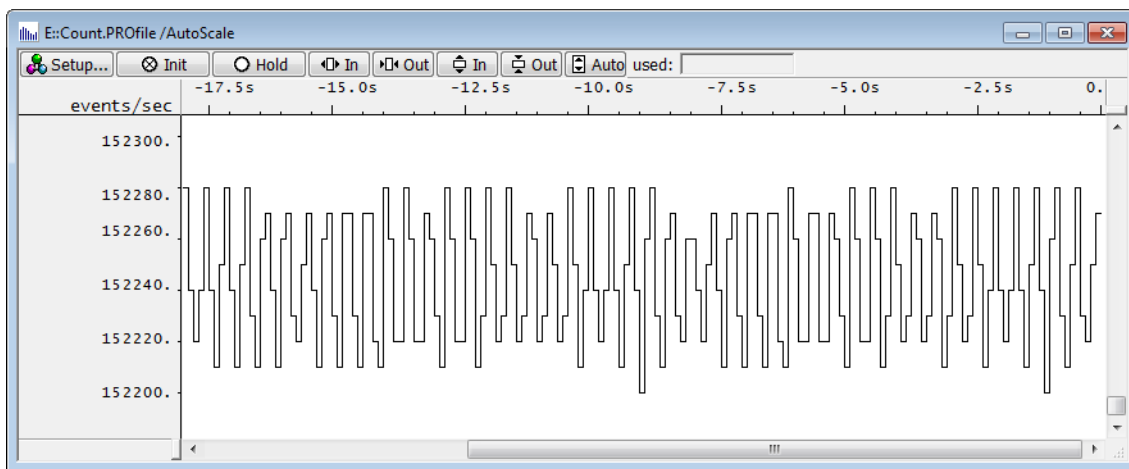 E::Count.PROfile /AutoScale
Setup... Init Hold In Out In Out Auto used:
-17.5s -15.0s -12.5s -10.0s -7.5s -5.0s -2.5s 0.
events/sec
152300.
152280.
152260.
152240.
152220.
152200.